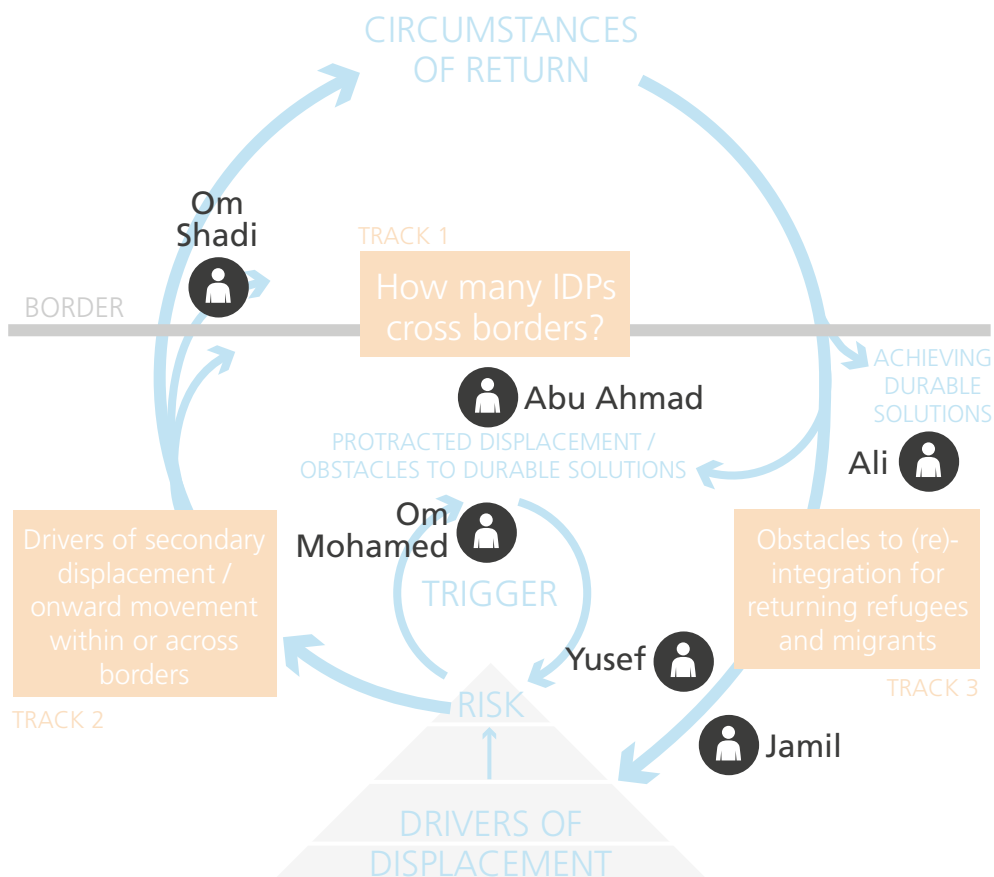 CIRCUMSTANCES
OF RETURN
Om
Shadi
TRACK 1
How many IDPs
cross borders?
BORDER
ACHIEVING
DURABLE
SOLUTIONS
Abu Ahmad
PROTRACTED DISPLACEMENT /
OBSTACLES TO DURABLE SOLUTIONS
Ali
Om
Mohamed
TRIGGER
Drivers of secondary
displacement /
onward movement
within or across
borders
TRACK 2
Obstacles to (re)-
integration for
returning refugees
and migrants
TRACK 3
Yusef
RISK
Jamil
DRIVERS OF
DISPLACEMENT